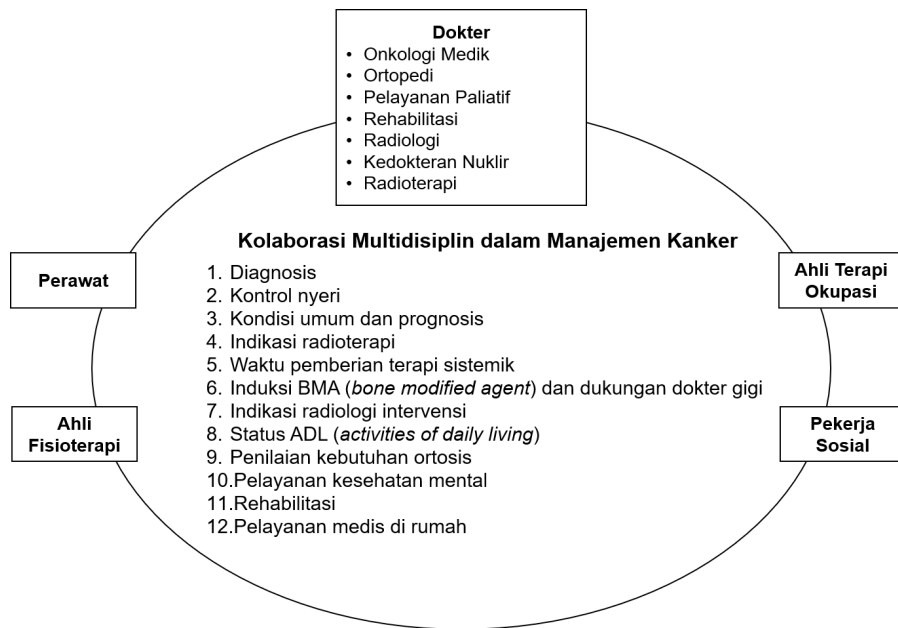 Dokter
• Onkologi Medik
• Ortopedi
• Pelayanan Paliatif
• Rehabilitasi
• Radiologi
• Kedokteran Nuklir
• Radioterapi
Kolaborasi Multidisiplin dalam Manajemen Kanker
Perawat
Ahli Terapi
Okupasi
1. Diagnosis
2. Kontrol nyeri
3. Kondisi umum dan prognosis
4. Indikasi radioterapi
5. Waktu pemberian terapi sistemik
6. Induksi BMA (bone modified agent) dan dukungan dokter gigi
7. Indikasi radiologi intervensi
8. Status ADL (activities of daily living)
9. Penilaian kebutuhan ortosis
10.Pelayanan kesehatan mental
11.Rehabilitasi
12.Pelayanan medis di rumah
Ahli
Fisioterapi
Pekerja
Sosial